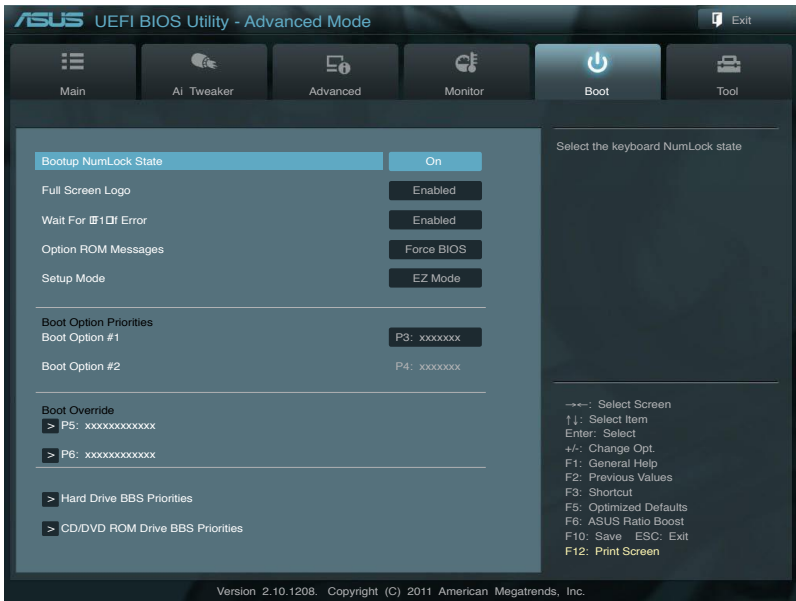 ASUS UEFI BIOS Utility - Advanced Mode
Exit
Main
Ai Tweaker
Advanced
Monitor
Boot
Tool
Select the keyboard NumLock state
Bootup NumLock State On
Full Screen Logo Enabled
Wait For F1 If Error Enabled
Option ROM Messages Force BIOS
Setup Mode EZ Mode
Boot Option Priorities
Boot Option #1 P3: xxxxxxx
Boot Option #2 P4: xxxxxxx
Boot Override
> P5: xxxxxxxxxxxx
> P6: xxxxxxxxxxxx
> Hard Drive BBS Priorities
> CD/DVD ROM Drive BBS Priorities
→←: Select Screen
↑↓: Select Item
Enter: Select
+/-: Change Opt.
F1: General Help
F2: Previous Values
F3: Shortcut
F5: Optimized Defaults
F6: ASUS Ratio Boost
F10: Save ESC: Exit
F12: Print Screen
Version 2.10.1208. Copyright (C) 2011 American Megatrends, Inc.